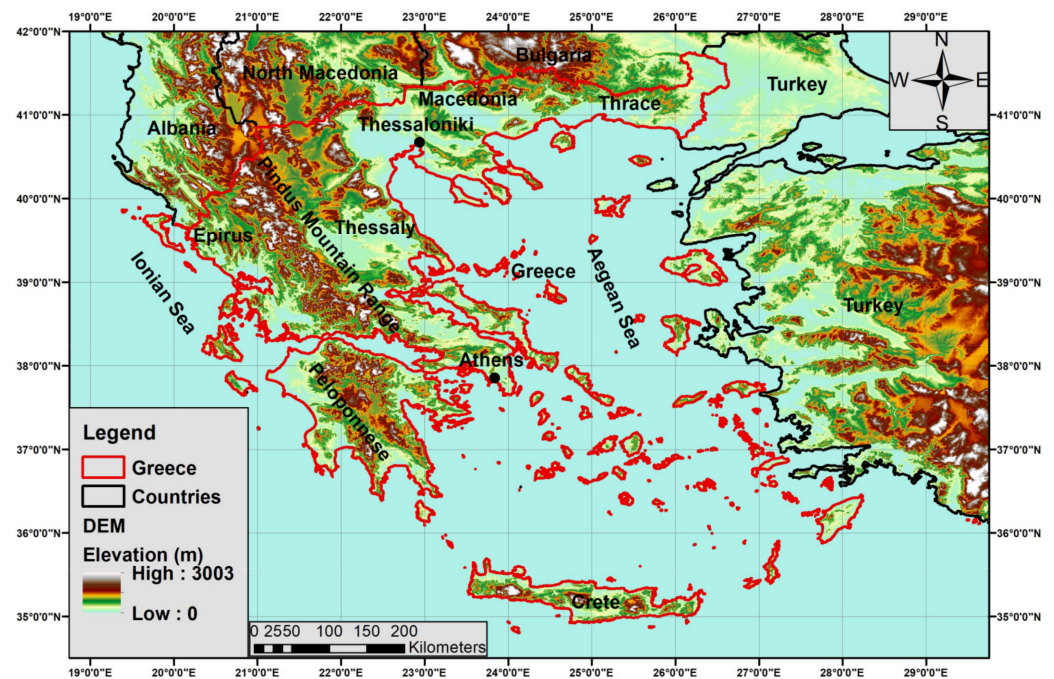 19°0'0"E 20°0'0"E 21°0'0"E 22°0'0"E 23°0'0"E 24°0'0"E 25°0'0"E 26°0'0"E 27°0'0"E 28°0'0"E 29°0'0"E
42°0'0"N 42°0'0"N
N
W E
S
Bulgaria
North Macedonia
Turkey
Macedonia
Thrace
41°0'0"N 41°0'0"N
Thessaloniki
Albania
40°0'0"N 40°0'0"N
Pindus Mountain Range
Thessaly
Epirus
Ionian Sea
Greece
Aegean Sea
39°0'0"N 39°0'0"N
Turkey
38°0'0"N 38°0'0"N
Athens
Peloponnese
37°0'0"N 37°0'0"N
36°0'0"N 36°0'0"N
35°0'0"N 35°0'0"N
Crete
Legend
Greece
Countries
DEM
Elevation (m)
High : 3003
Low : 0
0 2550 100 150 200
Kilometers
19°0'0"E 20°0'0"E 21°0'0"E 22°0'0"E 23°0'0"E 24°0'0"E 25°0'0"E 26°0'0"E 27°0'0"E 28°0'0"E 29°0'0"E